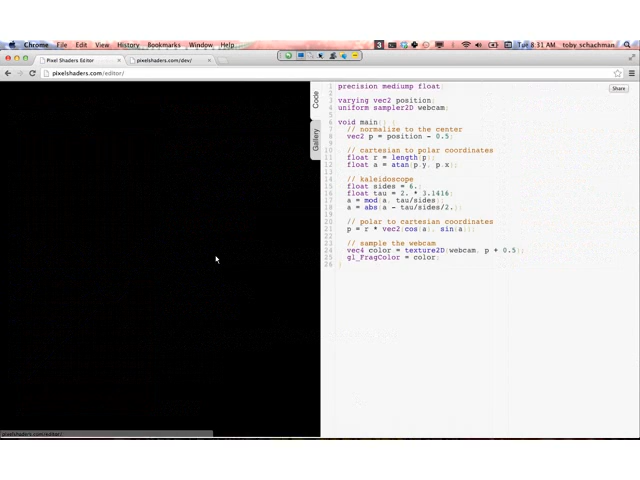 Chrome File Edit View History Bookmarks Window Help 3 Tue 8:31 AM toby schachman
Pixel Shaders Editor × pixelshaders.com/dev/ ×
pixelshaders.com/editor/
Share
Code
Gallery
1 precision mediump float;
2
3 varying vec2 position;
4 uniform sampler2D webcam;
5
6 void main() {
7 // normalize to the center
8 vec2 p = position - 0.5;
9
10 // cartesian to polar coordinates
11 float r = length(p);
12 float a = atan(p.y, p.x);
13
14 // kaleidoscope
15 float sides = 6.;
16 float tau = 2. * 3.1416;
17 a = mod(a, tau/sides);
18 a = abs(a - tau/sides/2.);
19
20 // polar to cartesian coordinates
21 p = r * vec2(cos(a), sin(a));
22
23 // sample the webcam
24 vec4 color = texture2D(webcam, p + 0.5);
25 gl_FragColor = color;
26 }
pixelshaders.com/editor/